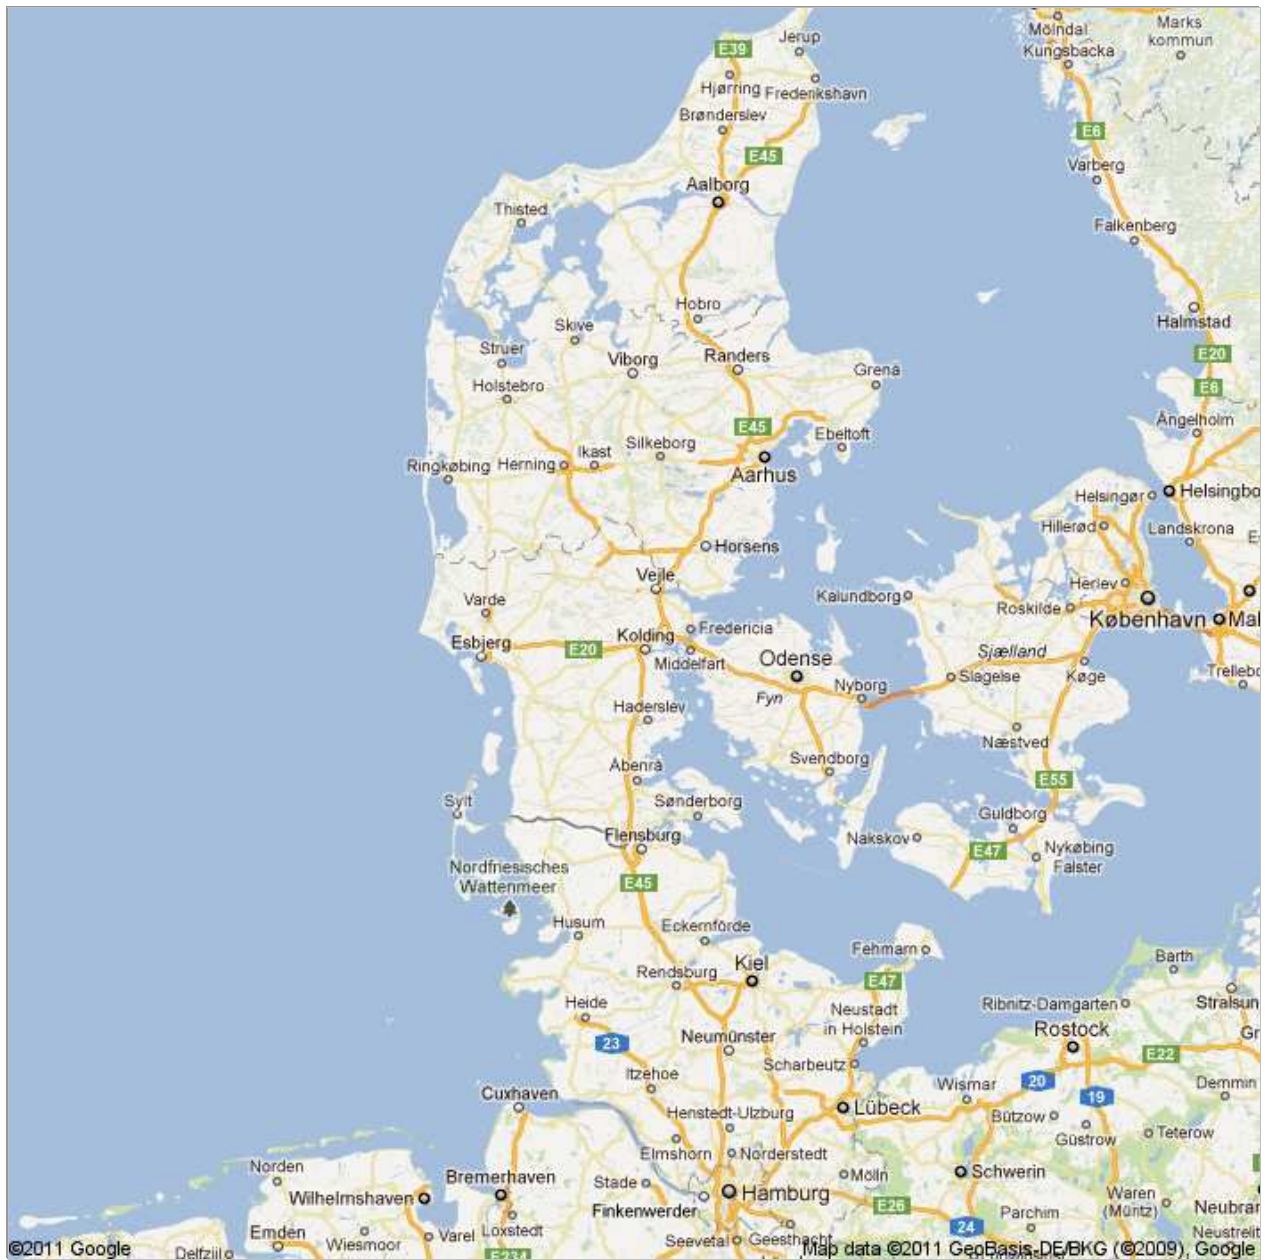 Mölndal
Marks
kommun
Kungsbacka
Jerup
E39
Hjørring
Frederikshavn
Brønderslev
E6
E45
Varberg
Aalborg
Thisted
Falkenberg
Hobro
Halmstad
Skive
Struer
Viborg
Randers
E20
Grenå
Holstebro
E6
Ängelholm
E45
Ebeltoft
Silkeborg
Ikast
Herning
Ringkøbing
Aarhus
Helsingør
Helsingbo
Hillerød
Landskrona
E
Horsens
Vejle
Herlev
Kalundborg
Roskilde
Varde
København
Mal
Fredericia
Kolding
Esbjerg
E20
Middelfart
Odense
Sjælland
Slagelse
Køge
Trellebo
Nyborg
Fyn
Haderslev
Næstved
Svendborg
Åbenrå
E55
Sylt
Sønderborg
Guldborg
Flensburg
Nakskov
E47
Nykøbing
Falster
Nordfriesisches
Wattenmeer
E45
Husum
Eckernförde
Fehmarn
Barth
Kiel
Rendsburg
E47
Stralsun
Heide
Ribnitz-Damgarten
Neustadt
in Holstein
Rostock
Gr
Neumünster
23
E22
Scharbeutz
Itzehoe
20
Wismar
Demmin
Cuxhaven
19
Lübeck
Henstedt-Ulzburg
Bützow
Güstrow
Teterow
Elmshorn
Norderstedt
Norden
Bremerhaven
Stade
Mölln
Schwerin
Wilhelmshaven
Hamburg
Waren
(Müritz)
Neubran
Finkenwerder
E26
Parchim
Emden
Wiesmoor
Varel
Loxstedt
24
Neustrelit
Seevetal
Geesthacht
Delfzijl
E234
©2011 Google
Map data ©2011 GeoBasis-DE/BKG (©2009), Google